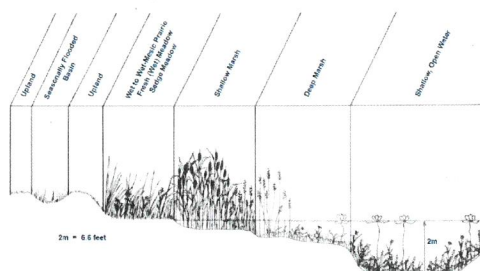 Upland
Seasonally Flooded
Basin
Upland
Wet to Wet-Mesic Prairie
Fresh (Wet) Meadow
Sedge Meadow
Shallow Marsh
Deep Marsh
Shallow, Open Water
2m = 6.6 feet
2m